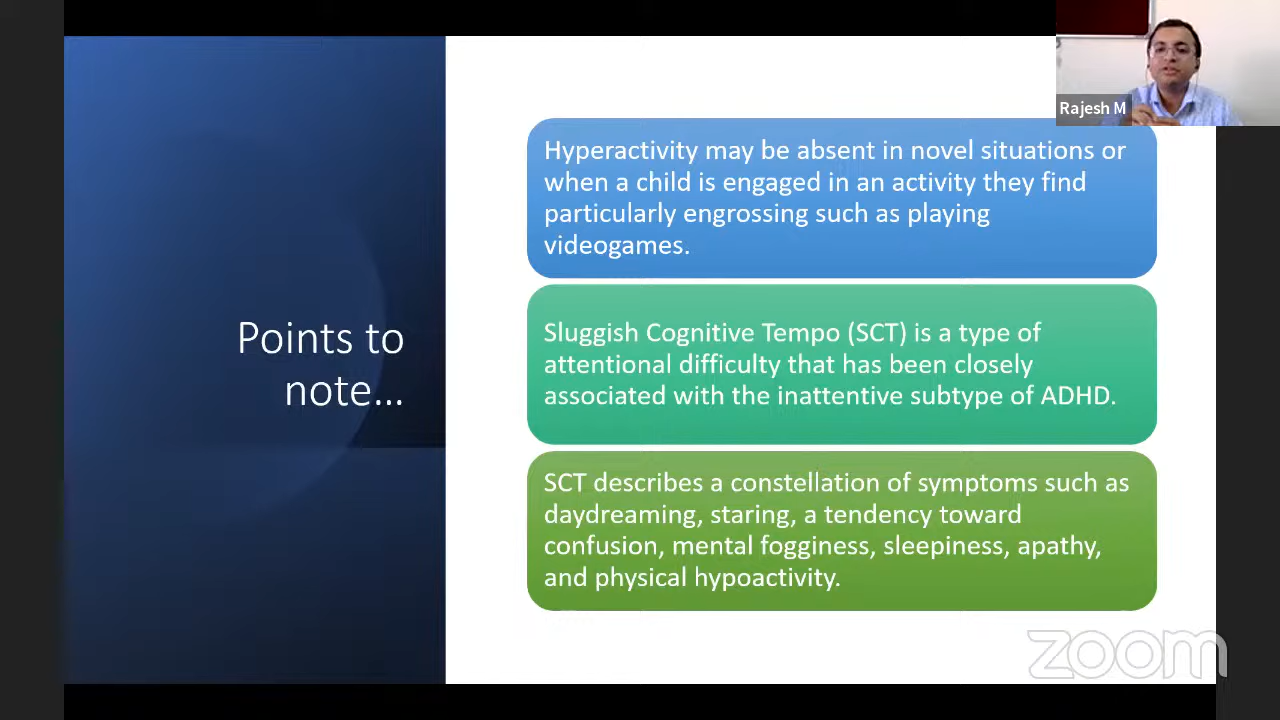 Rajesh M
Hyperactivity may be absent in novel situations or
when a child is engaged in an activity they find
particularly engrossing such as playing
videogames.
Points to
note...
Sluggish Cognitive Tempo (SCT) is a type of
attentional difficulty that has been closely
associated with the inattentive subtype of ADHD.
SCT describes a constellation of symptoms such as
daydreaming, staring, a tendency toward
confusion, mental fogginess, sleepiness, apathy,
and physical hypoactivity.
zoom